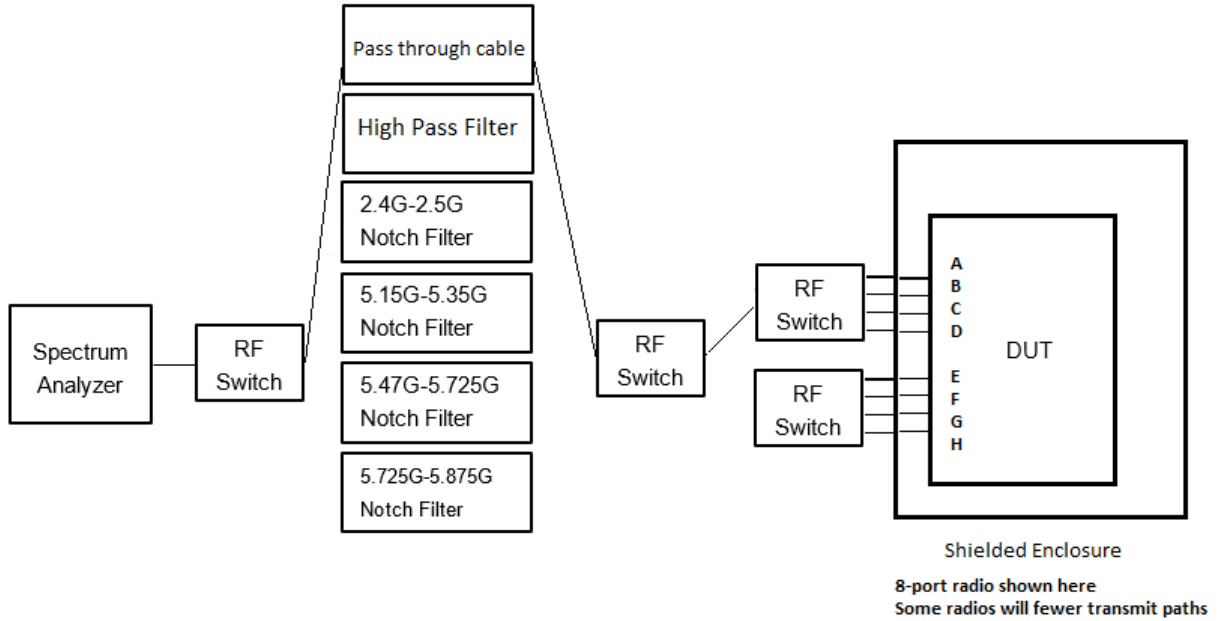 Pass through cable
High Pass Filter
2.4G-2.5G
Notch Filter
5.15G-5.35G
Notch Filter
5.47G-5.725G
Notch Filter
5.725G-5.875G
Notch Filter
Spectrum
Analyzer
RF
Switch
RF
Switch
RF
Switch
RF
Switch
A
B
C
D
E
F
G
H
DUT
Shielded Enclosure
8-port radio shown here
Some radios will fewer transmit paths